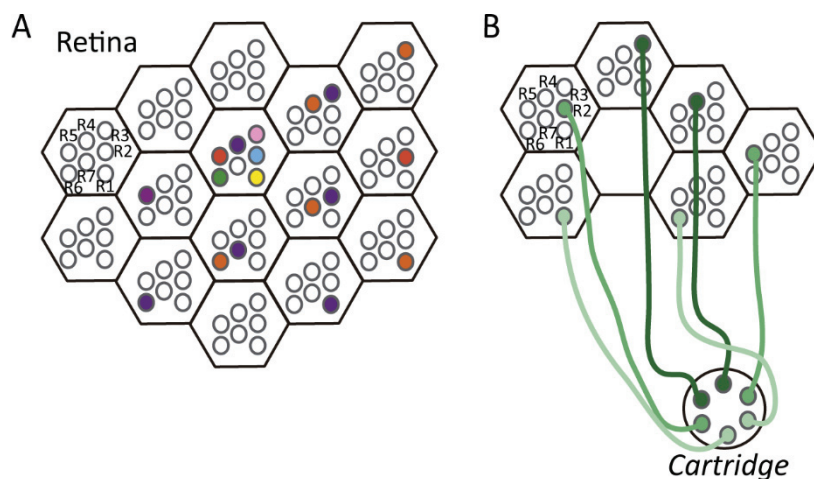 A
Retina
R4
R5 R3
R2
R7
R6 R1
B
R4
R5 R3
R2
R7
R6 R1
Cartridge